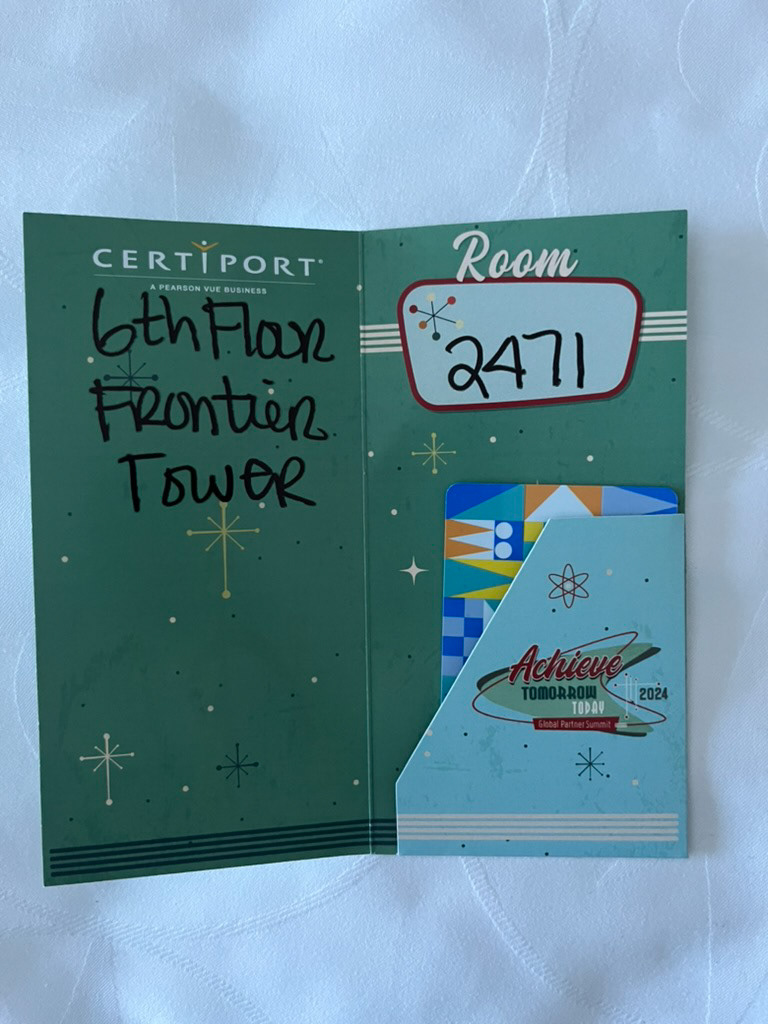 CERTIPORT®
A PEARSON VUE BUSINESS
6th Floor
Frontier
Tower
Room
2471
Achieve
TOMORROW
TODAY
2024
Global Partner Summit